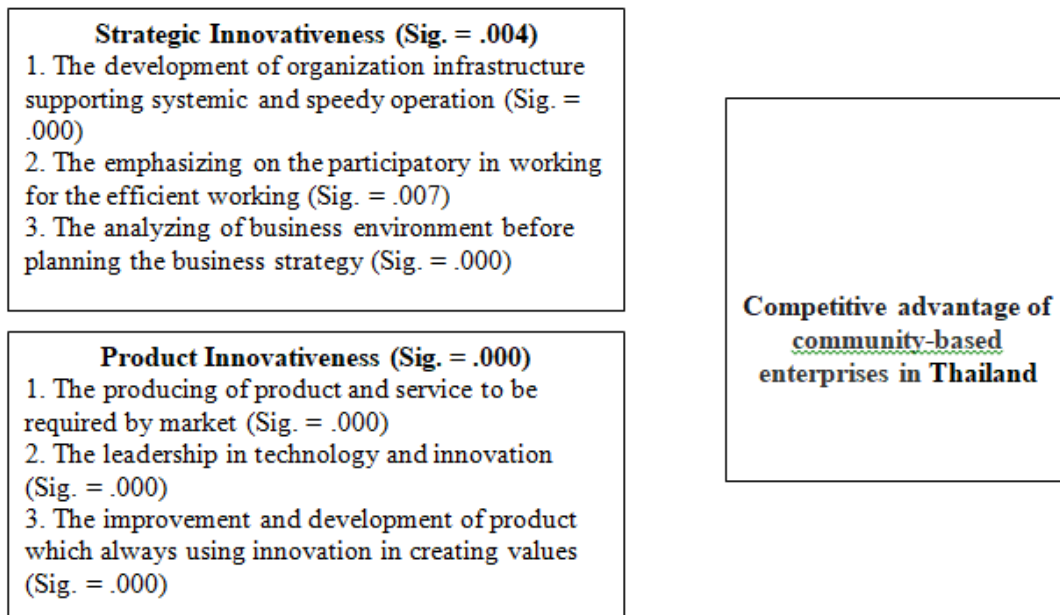 Strategic Innovativeness (Sig. = .004)
1. The development of organization infrastructure
supporting systemic and speedy operation (Sig. =
.000)
2. The emphasizing on the participatory in working
for the efficient working (Sig. = .007)
3. The analyzing of business environment before
planning the business strategy (Sig. = .000)
Product Innovativeness (Sig. = .000)
1. The producing of product and service to be
required by market (Sig. = .000)
2. The leadership in technology and innovation
(Sig. = .000)
3. The improvement and development of product
which always using innovation in creating values
(Sig. = .000)
Competitive advantage of
community-based
enterprises in Thailand